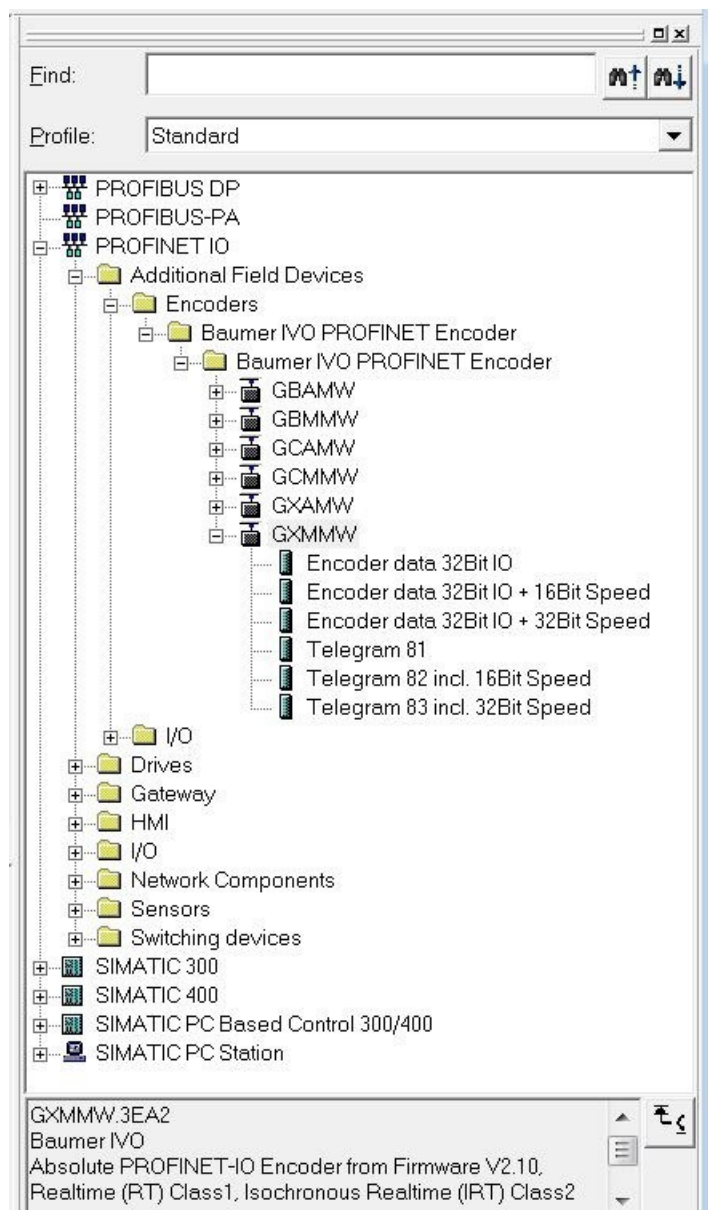 Find:
Profile: Standard
PROFIBUS DP
PROFIBUS-PA
PROFINET IO
Additional Field Devices
Encoders
Baumer IVO PROFINET Encoder
Baumer IVO PROFINET Encoder
GBAMW
GBMMW
GCAMW
GCMMW
GXAMW
GXMMW
Encoder data 32Bit IO
Encoder data 32Bit IO + 16Bit Speed
Encoder data 32Bit IO + 32Bit Speed
Telegram 81
Telegram 82 incl. 16Bit Speed
Telegram 83 incl. 32Bit Speed
I/O
Drives
Gateway
HMI
I/O
Network Components
Sensors
Switching devices
SIMATIC 300
SIMATIC 400
SIMATIC PC Based Control 300/400
SIMATIC PC Station
GXMMW.3EA2
Baumer IVO
Absolute PROFINET-IO Encoder from Firmware V2.10,
Realtime (RT) Class1, Isochronous Realtime (IRT) Class2